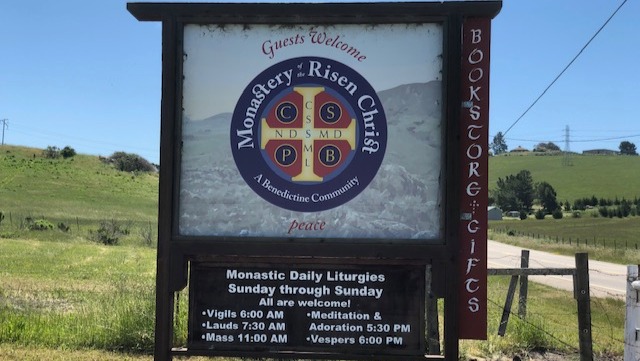 Guests Welcome
Monastery of the Risen Christ
C S
P B
C
S
S
N D S M D
M
L
A Benedictine Community
peace
BOOKSTORE + GIFTS
Monastic Daily Liturgies
Sunday through Sunday
All are welcome!
•Vigils 6:00 AM
•Lauds 7:30 AM
•Mass 11:00 AM
•Meditation &
Adoration 5:30 PM
•Vespers 6:00 PM